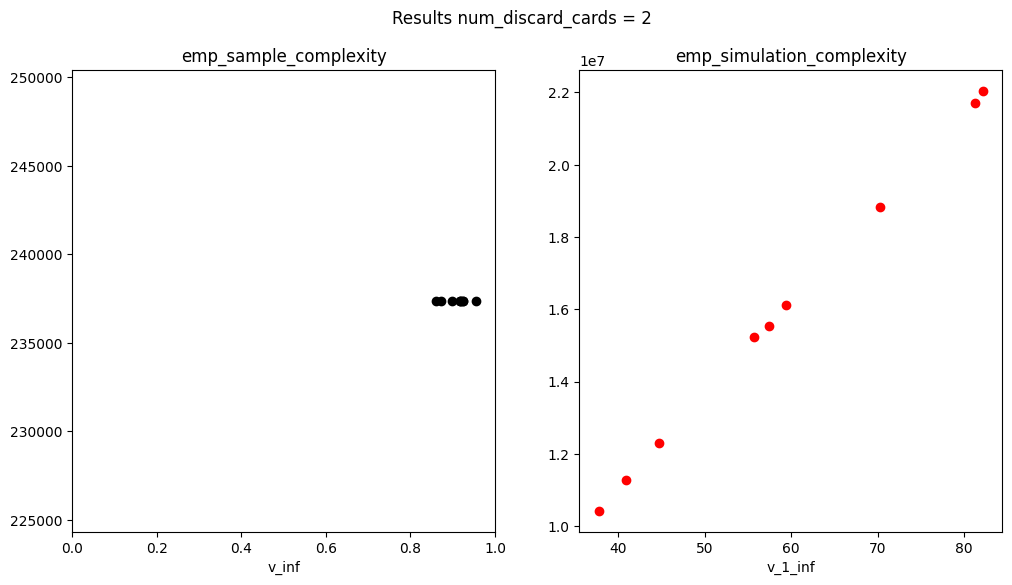 Results num_discard_cards = 2
emp_sample_complexity
250000
245000
240000
235000
230000
225000
0.0 0.2 0.4 0.6 0.8 1.0
v_inf
emp_simulation_complexity
1e7
2.2
2.0
1.8
1.6
1.4
1.2
1.0
40 50 60 70 80
v_1_inf